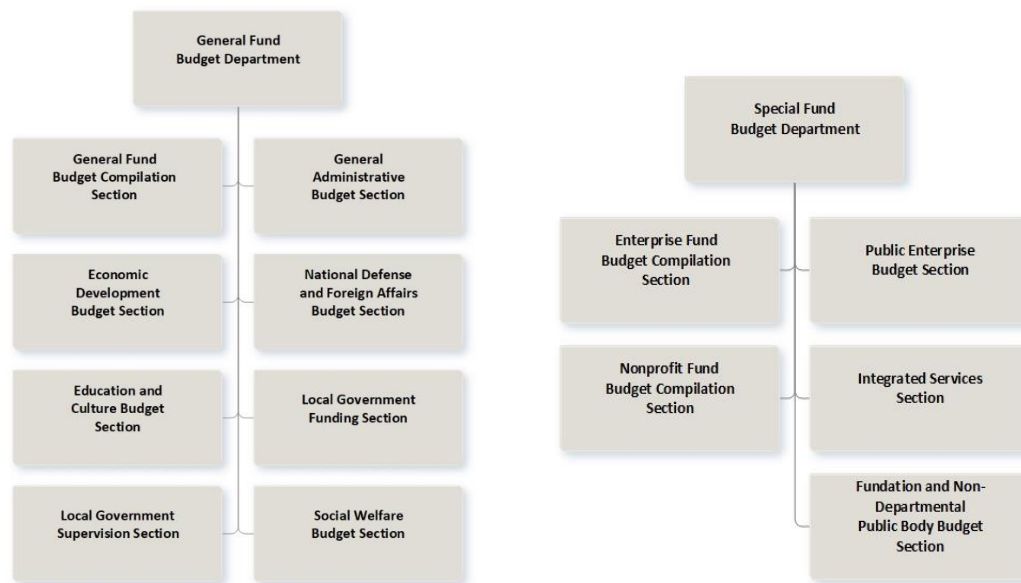 General Fund
Budget Department
General Fund
Budget Compilation
Section
General
Administrative
Budget Section
Economic
Development
Budget Section
National Defense
and Foreign Affairs
Budget Section
Education and
Culture Budget
Section
Local Government
Funding Section
Local Government
Supervision Section
Social Welfare
Budget Section
Special Fund
Budget Department
Enterprise Fund
Budget Compilation
Section
Public Enterprise
Budget Section
Nonprofit Fund
Budget Compilation
Section
Integrated Services
Section
Fundation and Non-
Departmental
Public Body Budget
Section